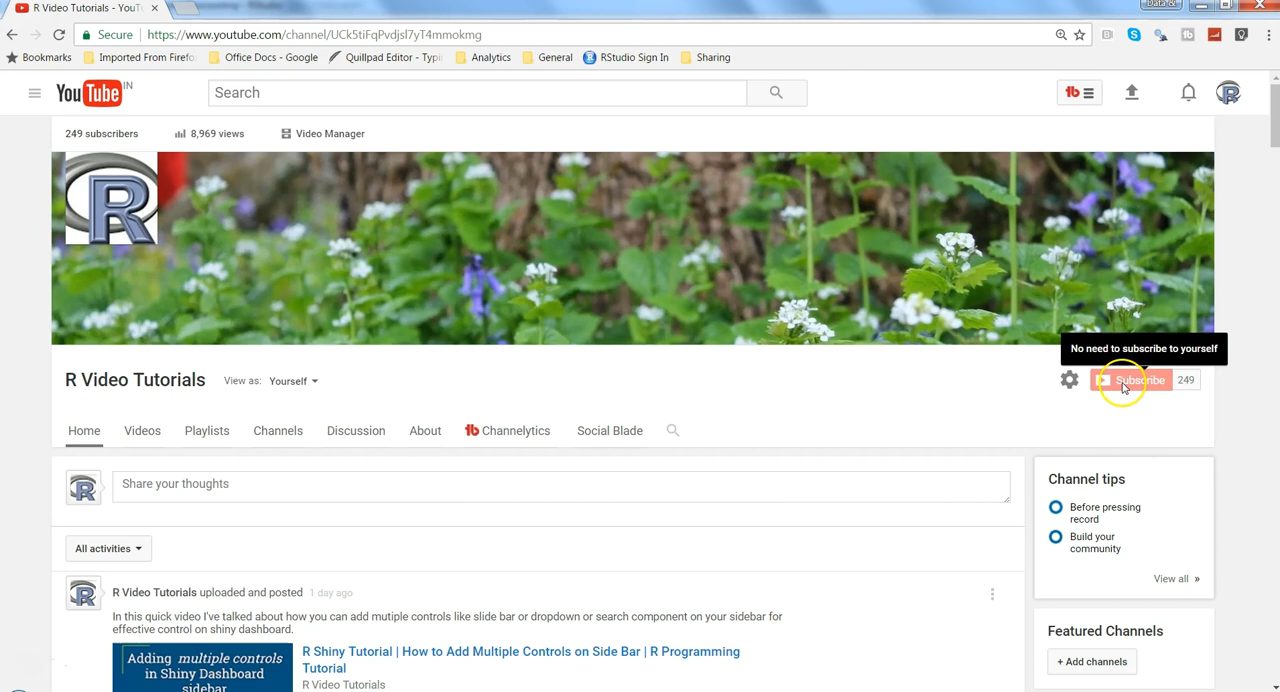 R Video Tutorials - YouT
Data &
Secure
https://www.youtube.com/channel/UCk5tiFqPvdjsl7yT4mmokmg
Bookmarks
Imported From Firefo
Office Docs - Google
Quillpad Editor - Typi
Analytics
General
RStudio Sign In
Sharing
YouTube IN
Search
tb
249 subscribers
8,969 views
Video Manager
R
No need to subscribe to yourself
R Video Tutorials
View as: Yourself
Subscribe 249
Home
Videos
Playlists
Channels
Discussion
About
tb Channelytics
Social Blade
Share your thoughts
Channel tips
Before pressing
record
Build your
community
View all »
All activities
R Video Tutorials uploaded and posted 1 day ago
In this quick video I've talked about how you can add mutiple controls like slide bar or dropdown or search component on your sidebar for
effective control on shiny dashboard.
Adding multiple controls
in Shiny Dashboard
sidebar
R Shiny Tutorial | How to Add Multiple Controls on Side Bar | R Programming
Tutorial
R Video Tutorials
Featured Channels
+ Add channels